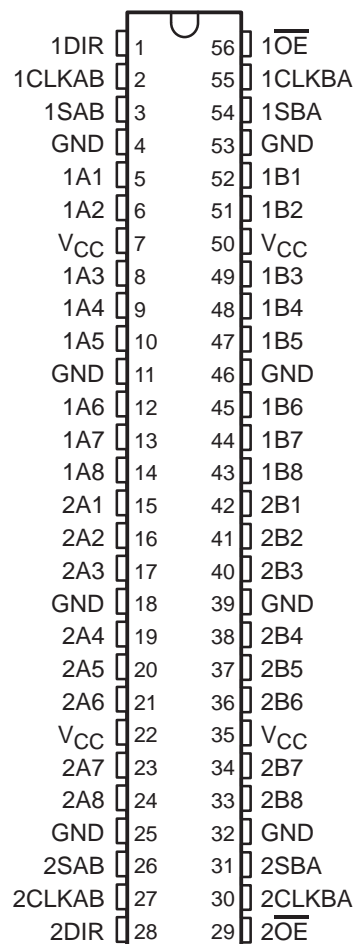 1DIR 1 56 1O̅E̅
1CLKAB 2 55 1CLKBA
1SAB 3 54 1SBA
GND 4 53 GND
1A1 5 52 1B1
1A2 6 51 1B2
VCC 7 50 VCC
1A3 8 49 1B3
1A4 9 48 1B4
1A5 10 47 1B5
GND 11 46 GND
1A6 12 45 1B6
1A7 13 44 1B7
1A8 14 43 1B8
2A1 15 42 2B1
2A2 16 41 2B2
2A3 17 40 2B3
GND 18 39 GND
2A4 19 38 2B4
2A5 20 37 2B5
2A6 21 36 2B6
VCC 22 35 VCC
2A7 23 34 2B7
2A8 24 33 2B8
GND 25 32 GND
2SAB 26 31 2SBA
2CLKAB 27 30 2CLKBA
2DIR 28 29 2O̅E̅